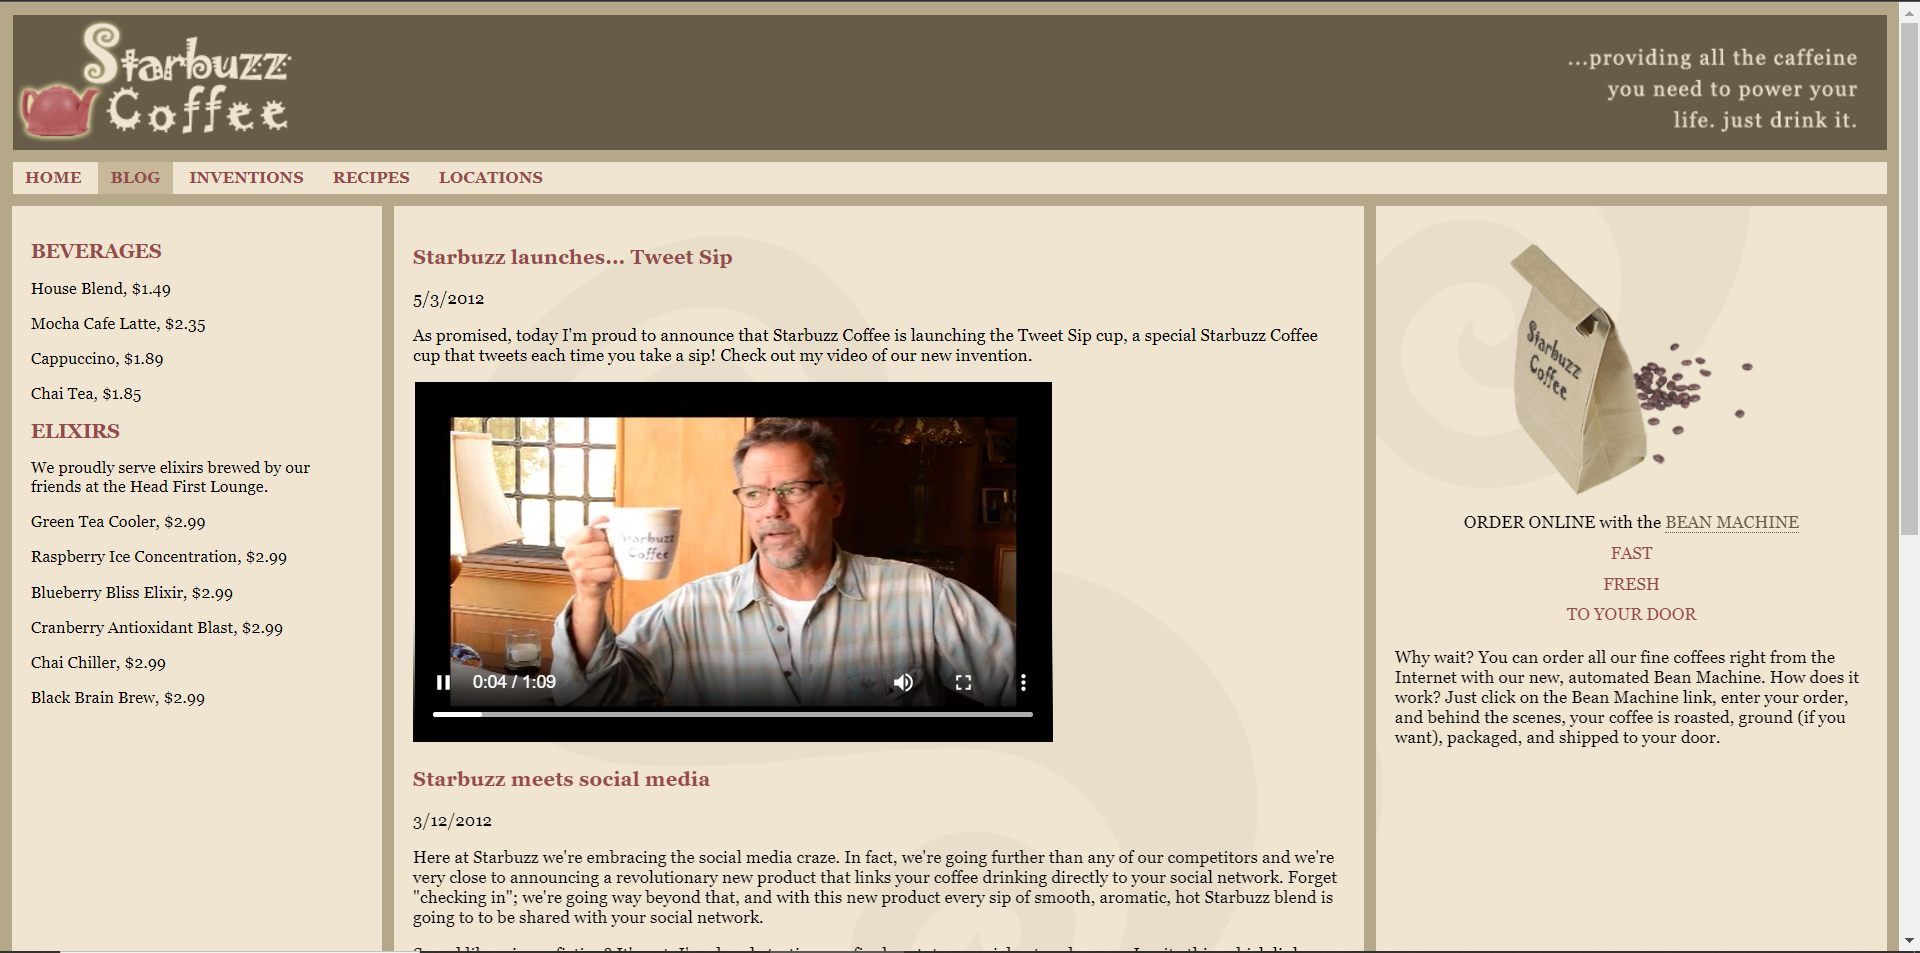 Starbuzz
Coffee
...providing all the caffeine
you need to power your
life. just drink it.
HOME BLOG INVENTIONS RECIPES LOCATIONS
BEVERAGES
House Blend, $1.49
Mocha Cafe Latte, $2.35
Cappuccino, $1.89
Chai Tea, $1.85
ELIXIRS
We proudly serve elixirs brewed by our
friends at the Head First Lounge.
Green Tea Cooler, $2.99
Raspberry Ice Concentration, $2.99
Blueberry Bliss Elixir, $2.99
Cranberry Antioxidant Blast, $2.99
Chai Chiller, $2.99
Black Brain Brew, $2.99
Starbuzz launches... Tweet Sip
5/3/2012
As promised, today I'm proud to announce that Starbuzz Coffee is launching the Tweet Sip cup, a special Starbuzz Coffee
cup that tweets each time you take a sip! Check out my video of our new invention.
Starbuzz
Coffee
0:04 / 1:09
Starbuzz meets social media
3/12/2012
Here at Starbuzz we're embracing the social media craze. In fact, we're going further than any of our competitors and we're
very close to announcing a revolutionary new product that links your coffee drinking directly to your social network. Forget
"checking in"; we're going way beyond that, and with this new product every sip of smooth, aromatic, hot Starbuzz blend is
going to to be shared with your social network.
Starbuzz
Coffee
ORDER ONLINE with the BEAN MACHINE
FAST
FRESH
TO YOUR DOOR
Why wait? You can order all our fine coffees right from the
Internet with our new, automated Bean Machine. How does it
work? Just click on the Bean Machine link, enter your order,
and behind the scenes, your coffee is roasted, ground (if you
want), packaged, and shipped to your door.